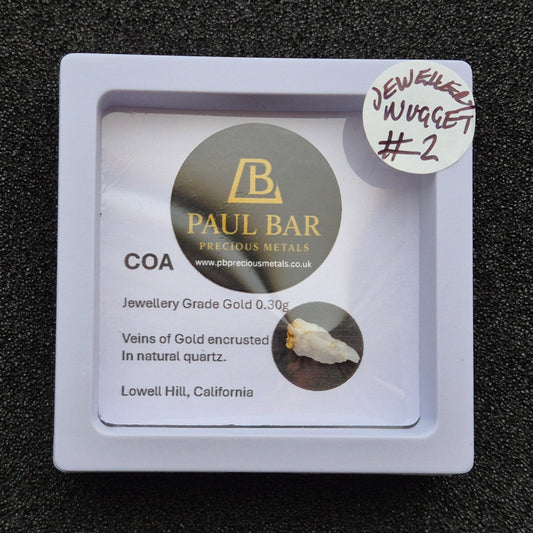 JEWELLERY
NUGGET
#2
B
PAUL BAR
PRECIOUS METALS
www.pbpreciousmetals.co.uk
COA
Jewellery Grade Gold 0.30g
Veins of Gold encrusted
In natural quartz.
Lowell Hill, California